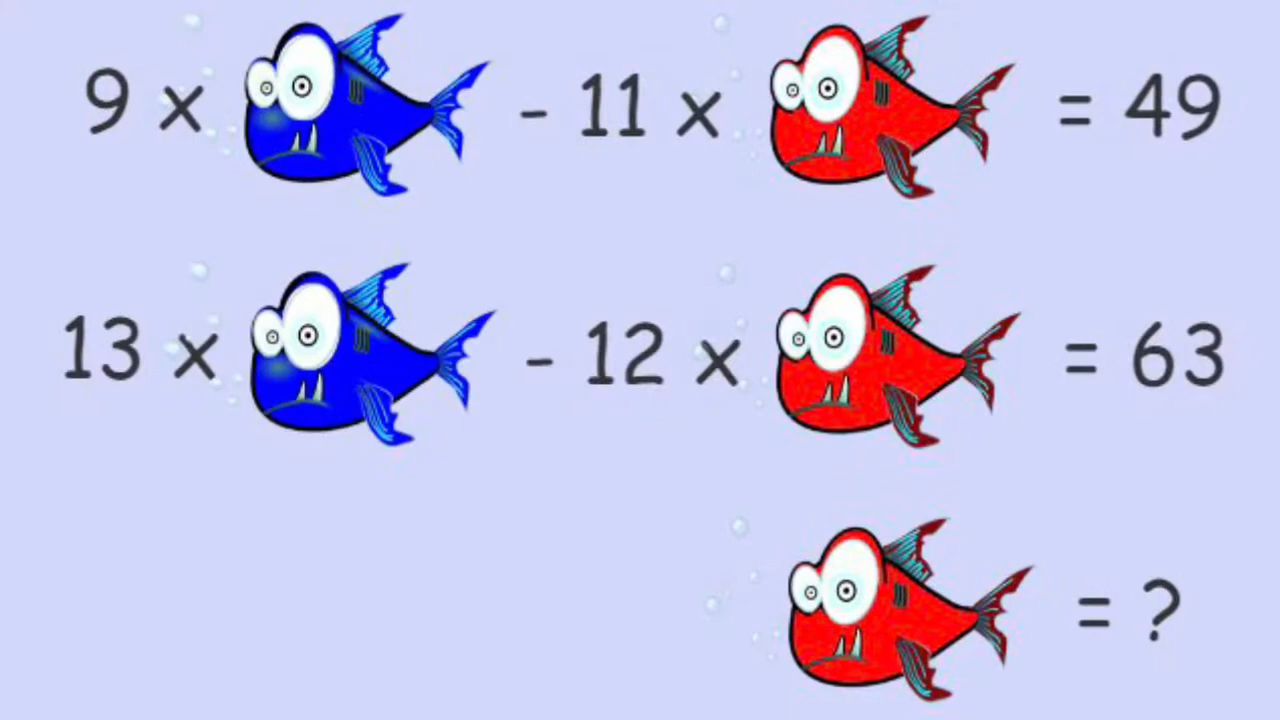 9 x - 11 x = 49
13 x - 12 x = 63
= ?